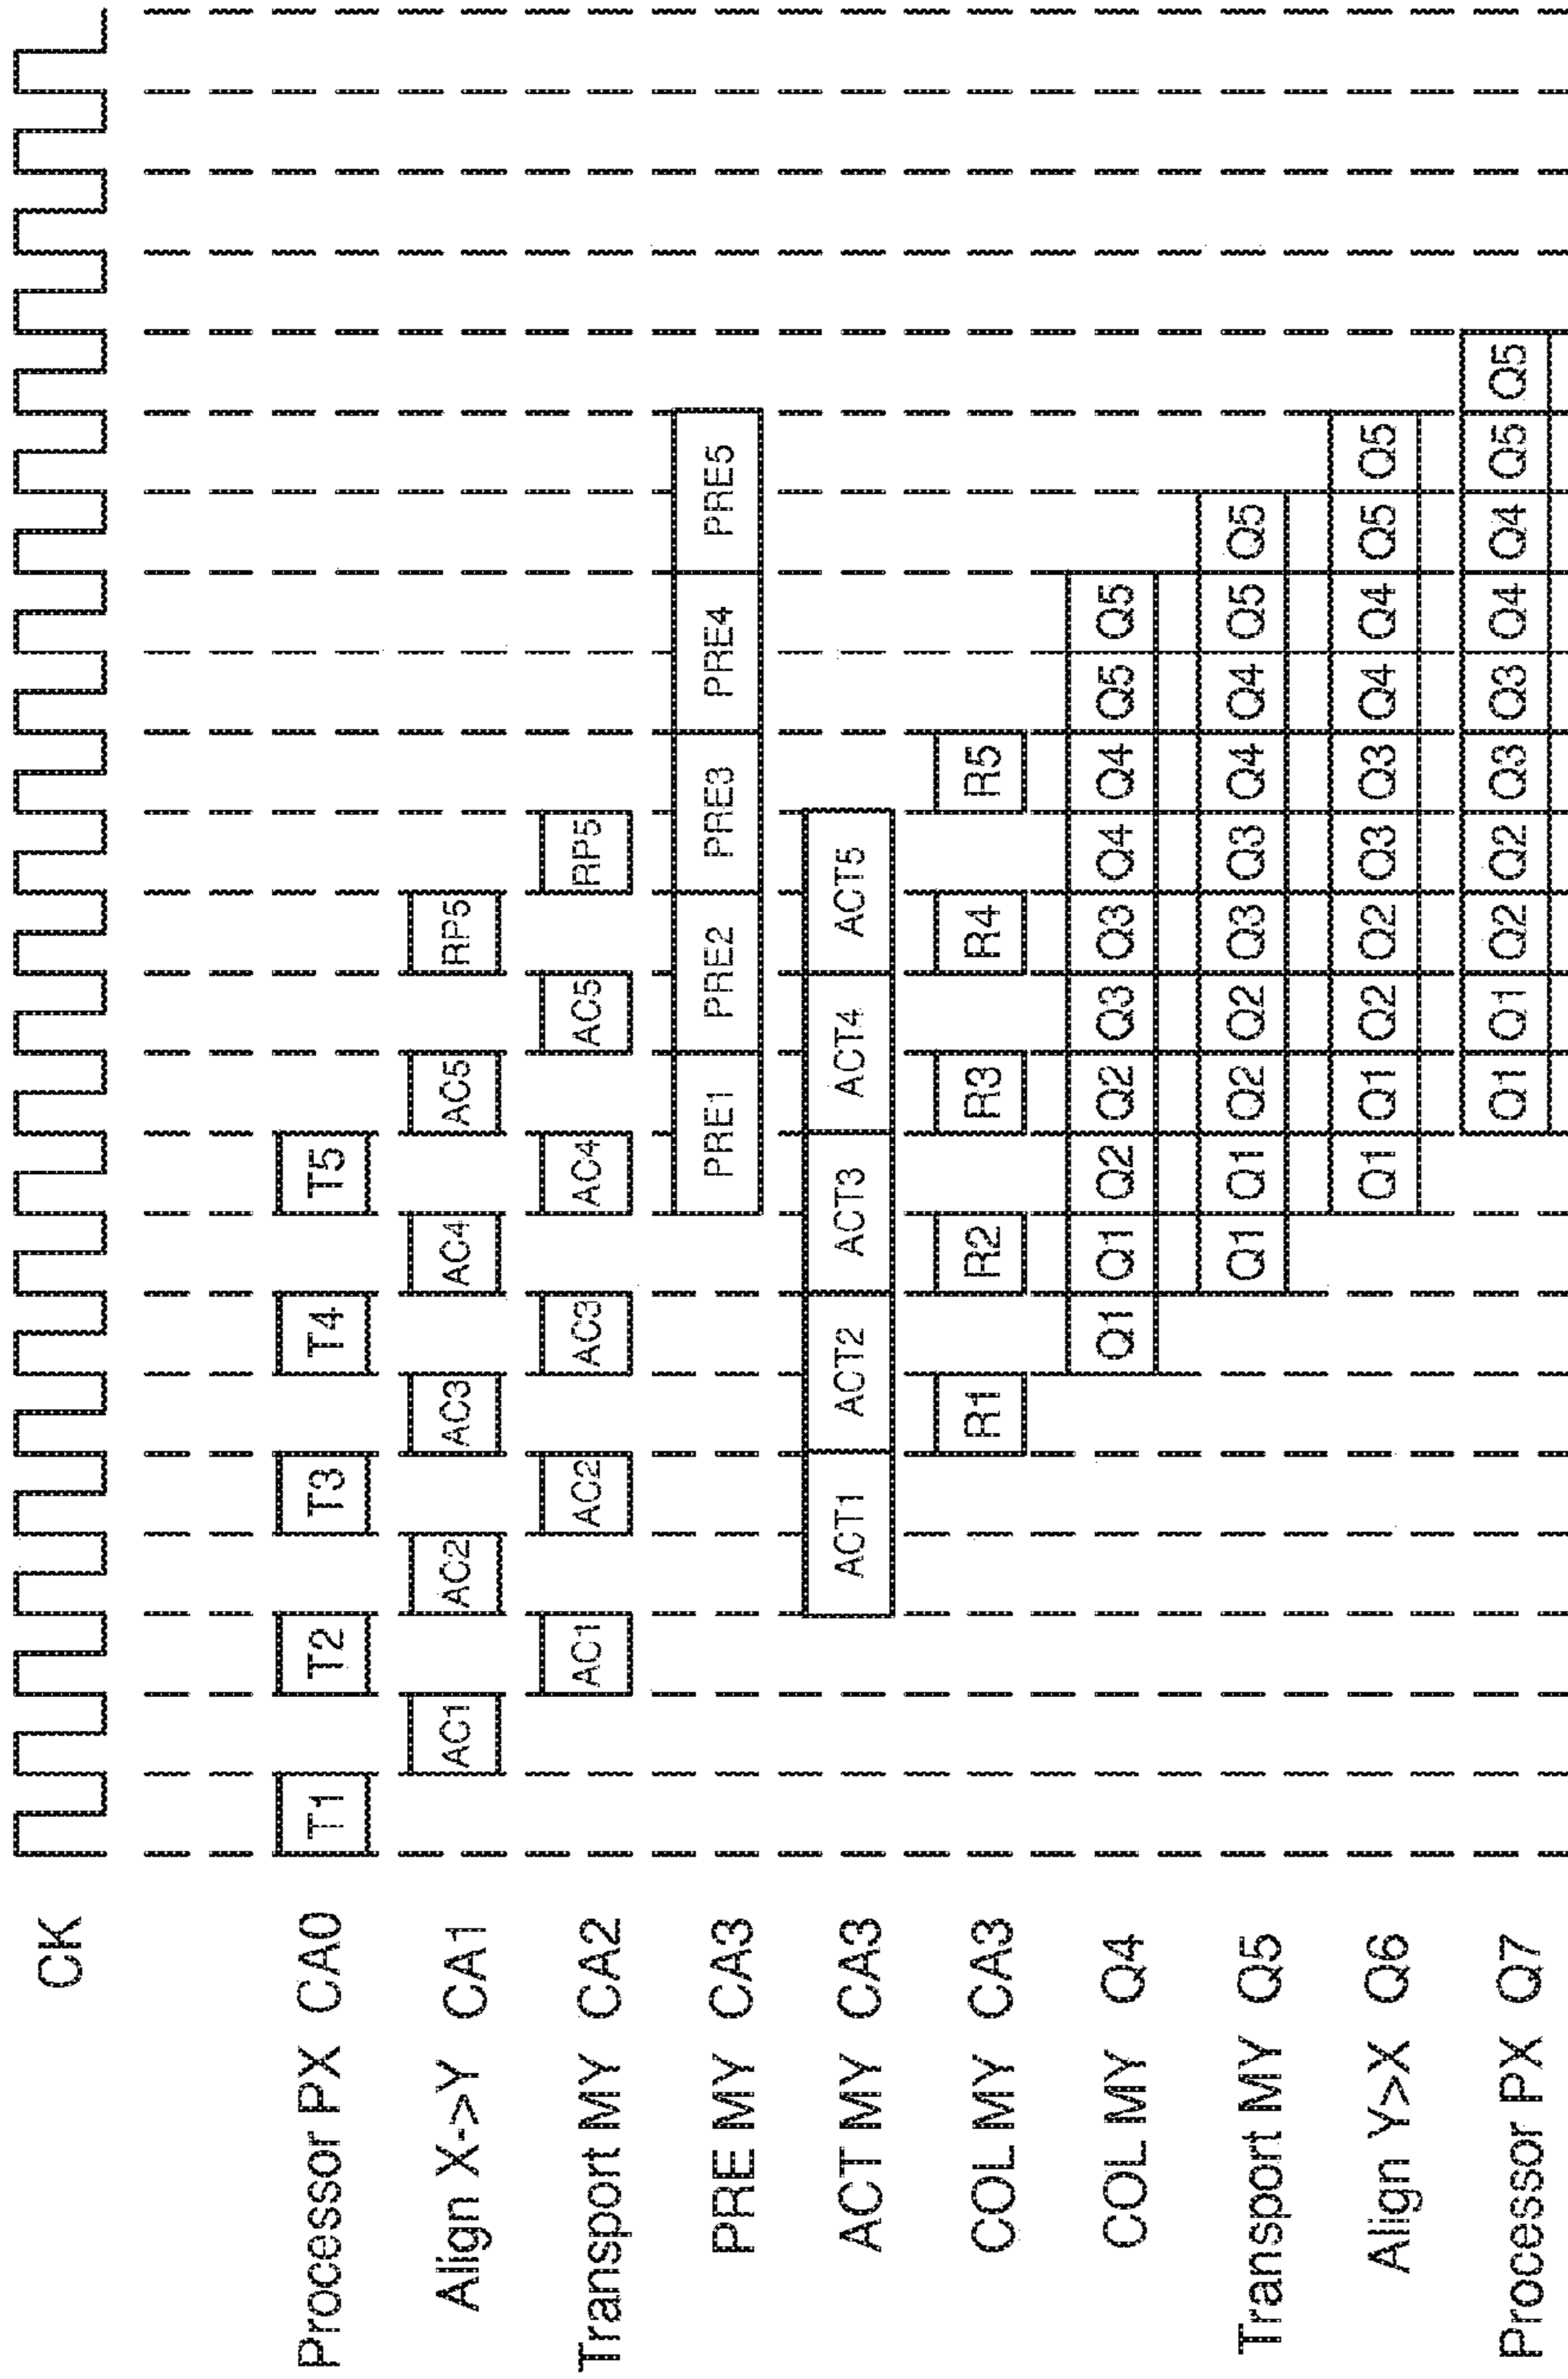 CK
Processor PX CA0 T1 T2 T3 T4 T5
Align X->Y CA1 AC1 AC2 AC3 AC4 AC5 RP5
Transport MY CA2 AC1 AC2 AC3 AC4 AC5 RP5
PRE MY CA3 PRE1 PRE2 PRE3 PRE4 PRE5
ACT MY CA3 ACT1 ACT2 ACT3 ACT4 ACT5
COL MY CA3 R1 R2 R3 R4 R5
COL MY Q4 Q1 Q1 Q2 Q2 Q3 Q3 Q4 Q4 Q5 Q5
Transport MY Q5 Q1 Q1 Q2 Q2 Q3 Q3 Q4 Q4 Q5 Q5
Align Y>X Q6 Q1 Q1 Q2 Q2 Q3 Q3 Q4 Q4 Q5 Q5
Processor PX Q7 Q1 Q1 Q2 Q2 Q3 Q3 Q4 Q4 Q5 Q5